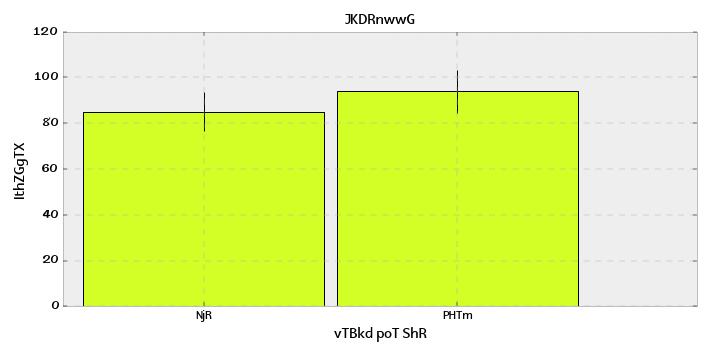 JKDRnwwG
120
100
80
60
40
20
0
IthZGgTX
NjR
PHTm
vTBkd poT ShR